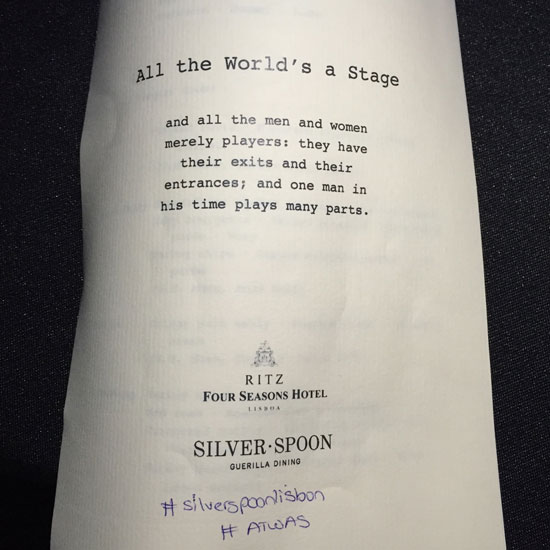 All the World's a Stage
and all the men and women
merely players: they have
their exits and their
entrances; and one man in
his time plays many parts.
RITZ
FOUR SEASONS HOTEL
LISBOA
SILVER·SPOON
GUERILLA DINING
#silverspoonlisbon
# ATWAS